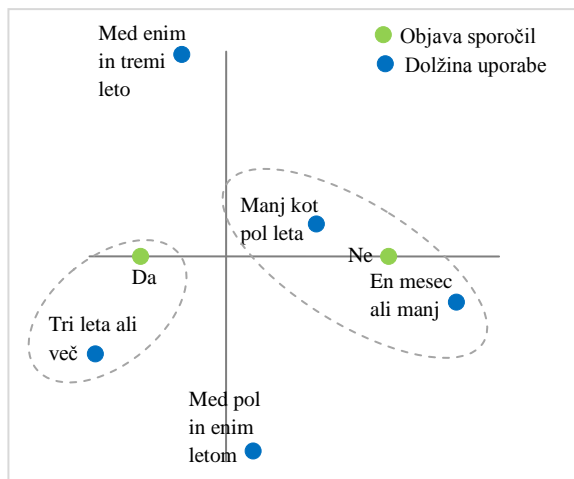 Med enim
in tremi
leto
Objava sporočil
Dolžina uporabe
Manj kot
pol leta
Ne
Da
En mesec
ali manj
Tri leta ali
več
Med pol
in enim
letom